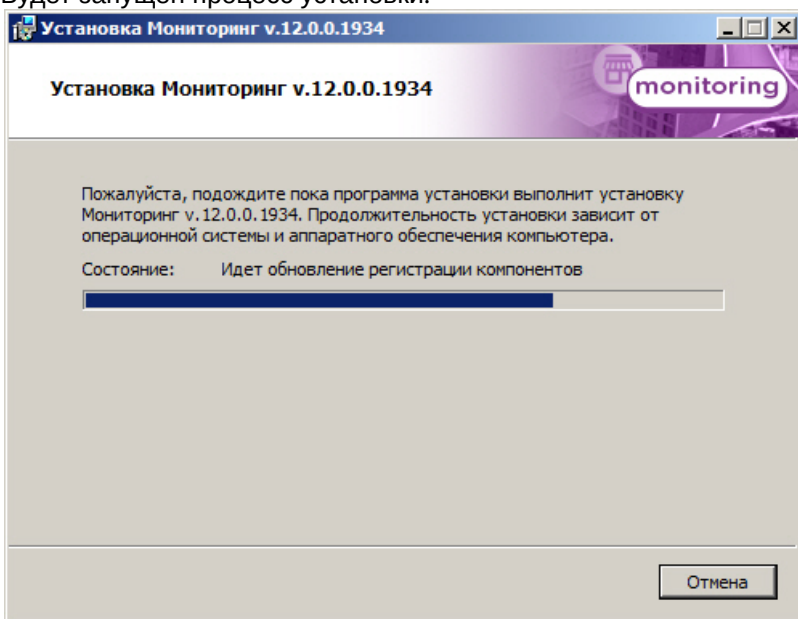 Будет запущен процесс установки.
Установка Мониторинг v.12.0.0.1934
Установка Мониторинг v.12.0.0.1934
monitoring
Пожалуйста, подождите пока программа установки выполнит установку
Мониторинг v.12.0.0.1934. Продолжительность установки зависит от
операционной системы и аппаратного обеспечения компьютера.
Состояние: Идет обновление регистрации компонентов
Отмена